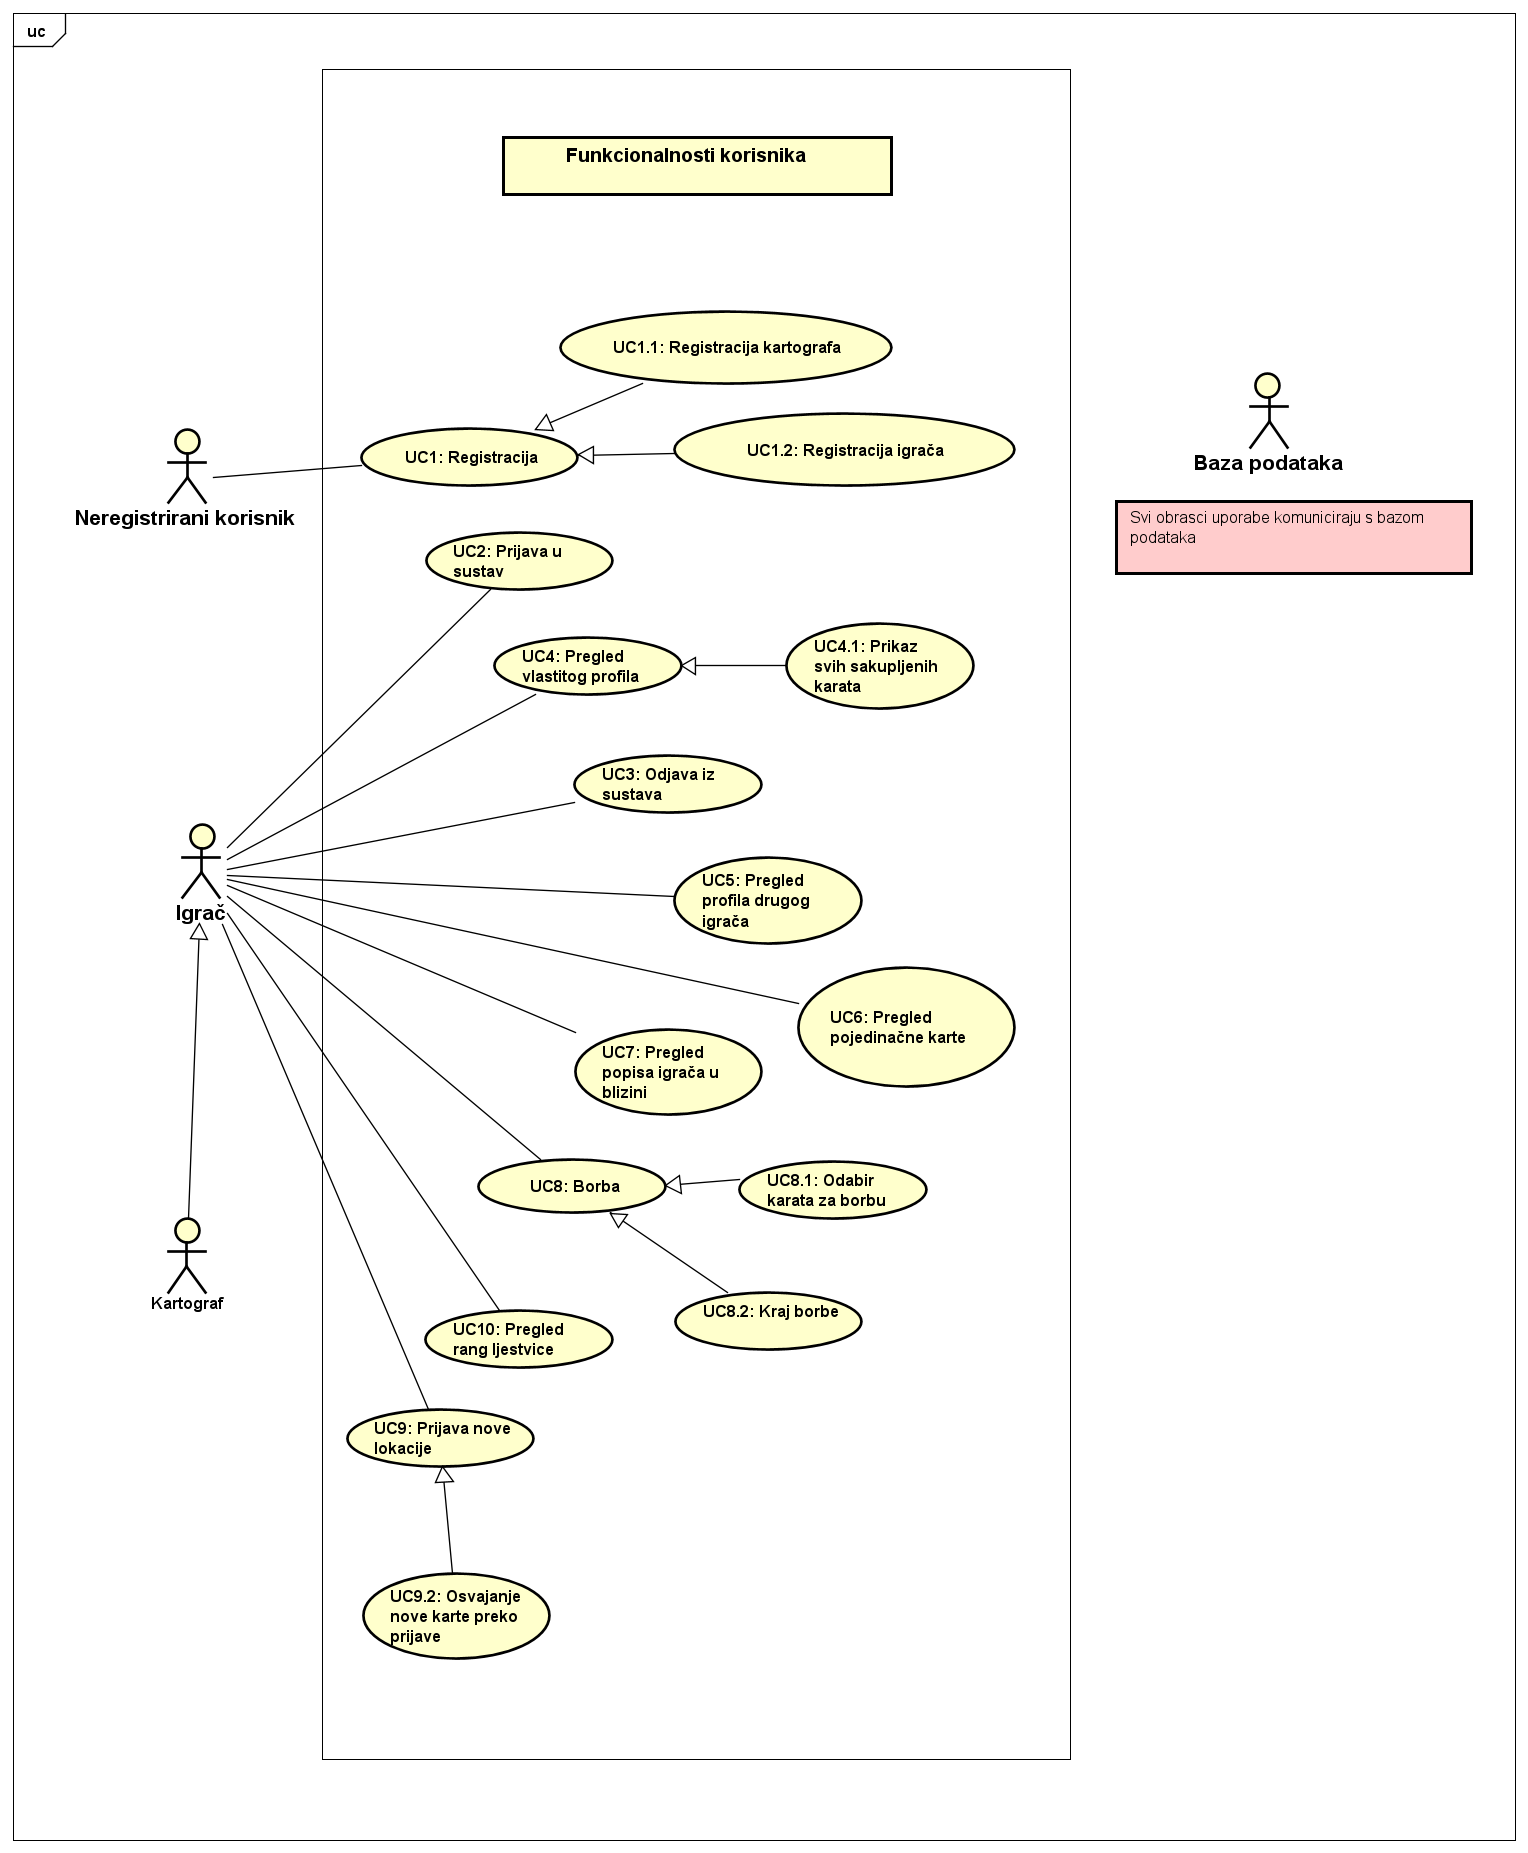 uc
Funkcionalnosti korisnika
UC1.1: Registracija kartografa
UC1: Registracija
UC1.2: Registracija igrača
Neregistrirani korisnik
Baza podataka
Svi obrasci uporabe komuniciraju s bazom
podataka
UC2: Prijava u
sustav
UC4: Pregled
vlastitog profila
UC4.1: Prikaz
svih sakupljenih
karata
UC3: Odjava iz
sustava
UC5: Pregled
profila drugog
igrača
Igrač
UC6: Pregled
pojedinačne karte
UC7: Pregled
popisa igrača u
blizini
UC8: Borba
UC8.1: Odabir
karata za borbu
Kartograf
UC8.2: Kraj borbe
UC10: Pregled
rang ljestvice
UC9: Prijava nove
lokacije
UC9.2: Osvajanje
nove karte preko
prijave